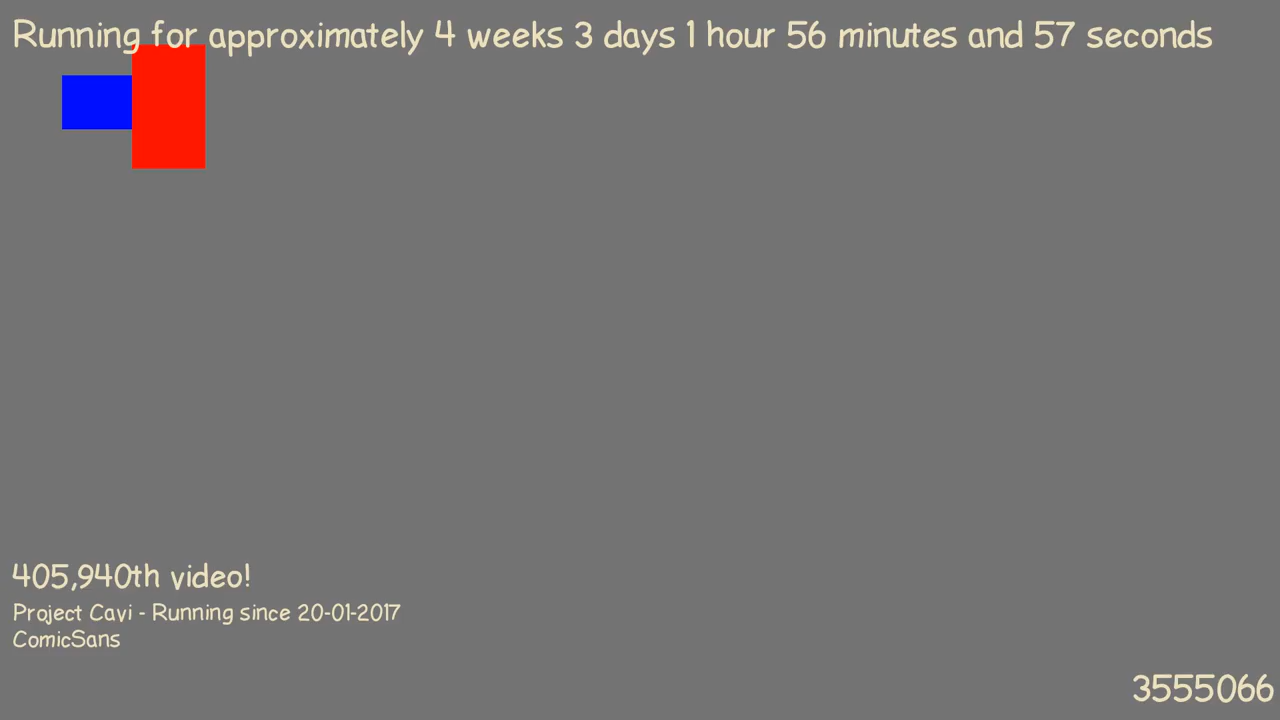 Running for approximately 4 weeks 3 days 1 hour 56 minutes and 57 seconds
405,940th video!
Project Cavi - Running since 20-01-2017
ComicSans
3555066